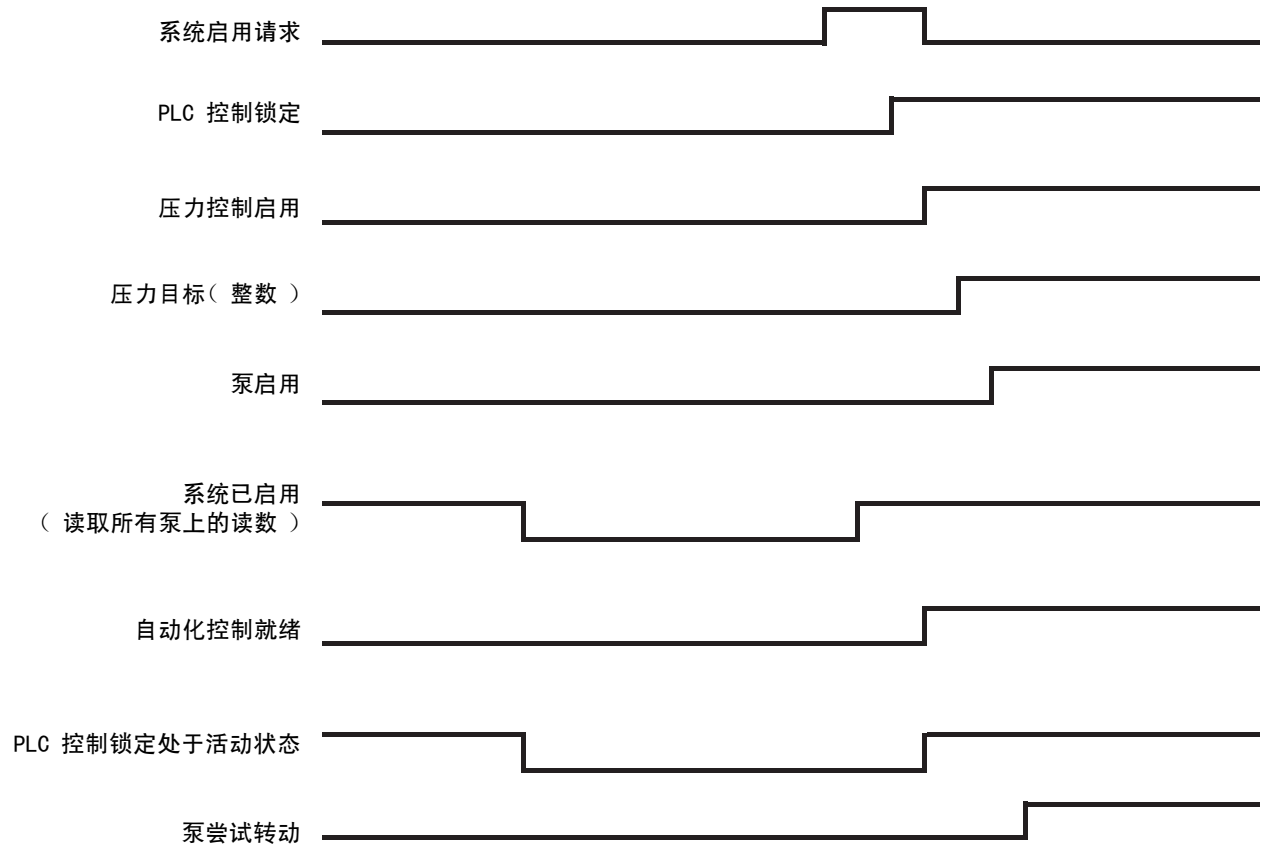 系统启用请求
PLC 控制锁定
压力控制启用
压力目标（ 整数 ）
泵启用
系统已启用
（ 读取所有泵上的读数 ）
自动化控制就绪
PLC 控制锁定处于活动状态
泵尝试转动